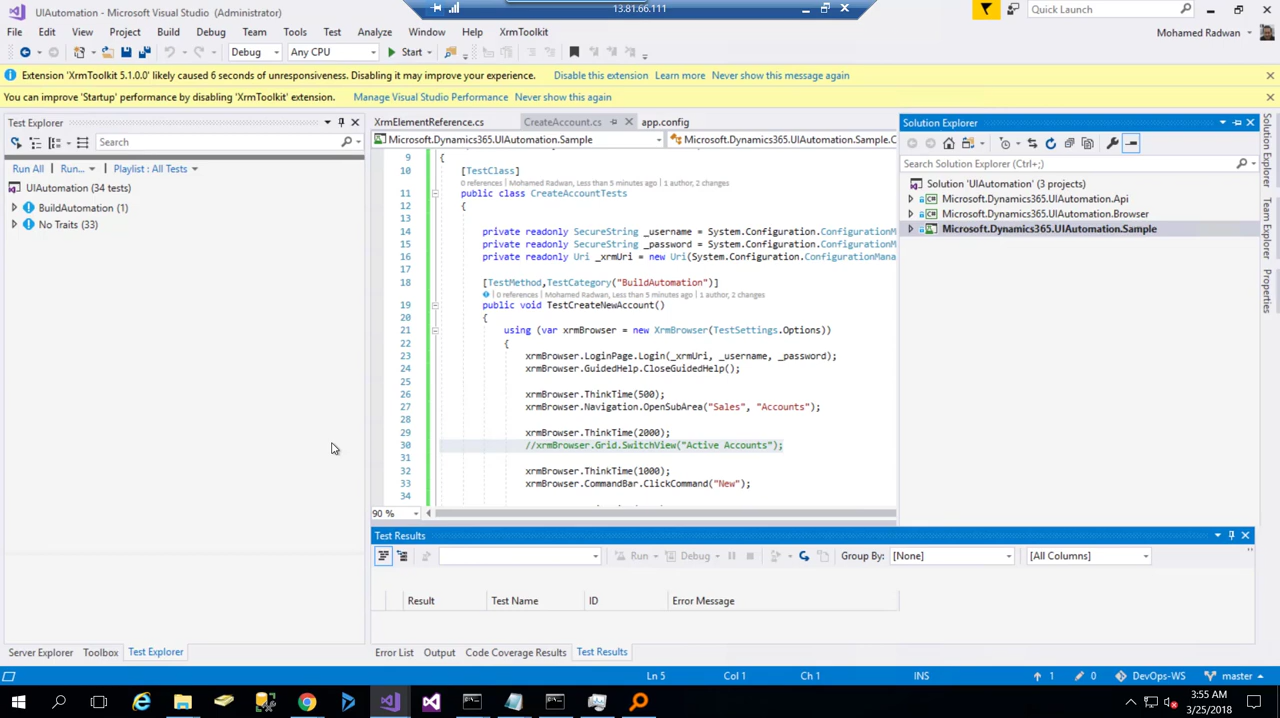 UIAutomation - Microsoft Visual Studio (Administrator)
13.81.66.111
Quick Launch
File Edit View Project Build Debug Team Tools Test Analyze Window Help XrmToolkit
Mohamed Radwan
Debug Any CPU Start
Extension 'XrmToolkit 5.1.0.0' likely caused 6 seconds of unresponsiveness. Disabling it may improve your experience. Disable this extension Learn more Never show this message again
You can improve 'Startup' performance by disabling 'XrmToolkit' extension. Manage Visual Studio Performance Never show this again
Test Explorer
Search
Run All Run... Playlist : All Tests
UIAutomation (34 tests)
BuildAutomation (1)
No Traits (33)
XrmElementReference.cs CreateAccount.cs app.config
Microsoft.Dynamics365.UIAutomation.Sample Microsoft.Dynamics365.UIAutomation.Sample.C
9 {
10 [TestClass]
0 references | Mohamed Radwan, Less than 5 minutes ago | 1 author, 2 changes
11 public class CreateAccountTests
12 {
13
14 private readonly SecureString _username = System.Configuration.ConfigurationM
15 private readonly SecureString _password = System.Configuration.ConfigurationM
16 private readonly Uri _xrmUri = new Uri(System.Configuration.ConfigurationMana
17
18 [TestMethod,TestCategory("BuildAutomation")]
0 references | Mohamed Radwan, Less than 5 minutes ago | 1 author, 2 changes
19 public void TestCreateNewAccount()
20 {
21 using (var xrmBrowser = new XrmBrowser(TestSettings.Options))
22 {
23 xrmBrowser.LoginPage.Login(_xrmUri, _username, _password);
24 xrmBrowser.GuidedHelp.CloseGuidedHelp();
25
26 xrmBrowser.ThinkTime(500);
27 xrmBrowser.Navigation.OpenSubArea("Sales", "Accounts");
28
29 xrmBrowser.ThinkTime(2000);
30 //xrmBrowser.Grid.SwitchView("Active Accounts");
31
32 xrmBrowser.ThinkTime(1000);
33 xrmBrowser.CommandBar.ClickCommand("New");
34
90 %
Solution Explorer
Search Solution Explorer (Ctrl+;)
Solution 'UIAutomation' (3 projects)
Microsoft.Dynamics365.UIAutomation.Api
Microsoft.Dynamics365.UIAutomation.Browser
Microsoft.Dynamics365.UIAutomation.Sample
Solution Explorer
Team Explorer
Properties
Test Results
Run Debug Group By: [None] [All Columns]
Result Test Name ID Error Message
Server Explorer Toolbox Test Explorer
Error List Output Code Coverage Results Test Results
Ln 5 Col 1 Ch 1 INS 1 0 DevOps-WS master
3:55 AM
3/25/2018